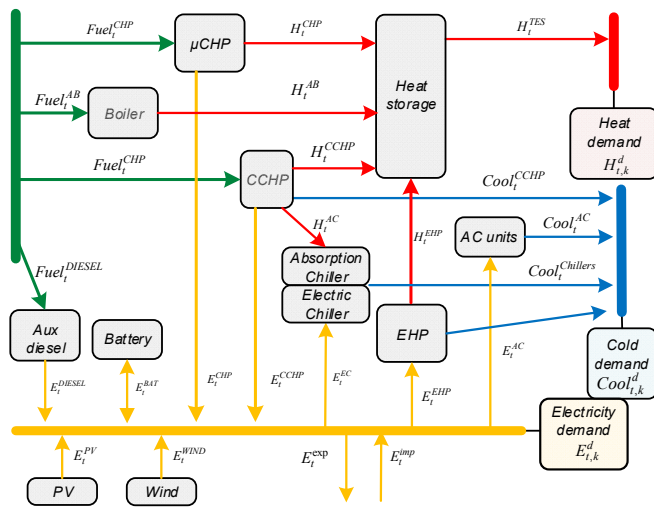 Fuel_t^{CHP}
µCHP
H_t^{CHP}
H_t^{TES}
Heat
storage
Fuel_t^{AB}
Boiler
H_t^{AB}
Heat
demand
H_{t,k}^d
Fuel_t^{CHP}
CCHP
H_t^{CCHP}
Cool_t^{CCHP}
H_t^{AC}
H_t^{EHP}
AC units
Cool_t^{AC}
Absorption
Chiller
Electric
Chiller
Cool_t^{Chillers}
Fuel_t^{DIESEL}
Aux
diesel
Battery
EHP
Cold
demand
Cool_{t,k}^d
E_t^{DIESEL}
E_t^{BAT}
E_t^{CHP}
E_t^{CCHP}
E_t^{EC}
E_t^{EHP}
E_t^{AC}
Electricity
demand
E_{t,k}^d
E_t^{PV}
E_t^{WIND}
E_t^{exp}
E_t^{imp}
PV
Wind